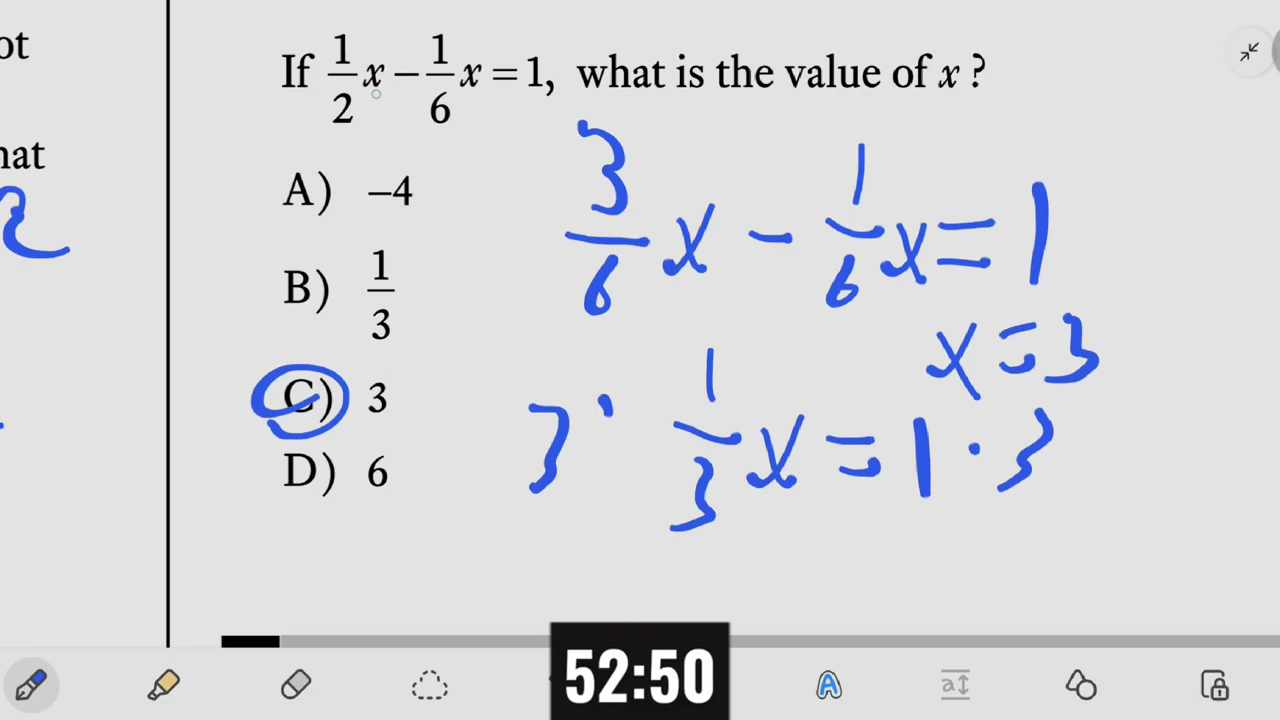 ot
hat
2
If 1/2 x − 1/6 x = 1, what is the value of x ?
A) −4
B) 1/3
C) 3
D) 6
3/6 x − 1/6 x = 1
x = 3
3 · 1/3 x = 1 · 3
52:50
A
a